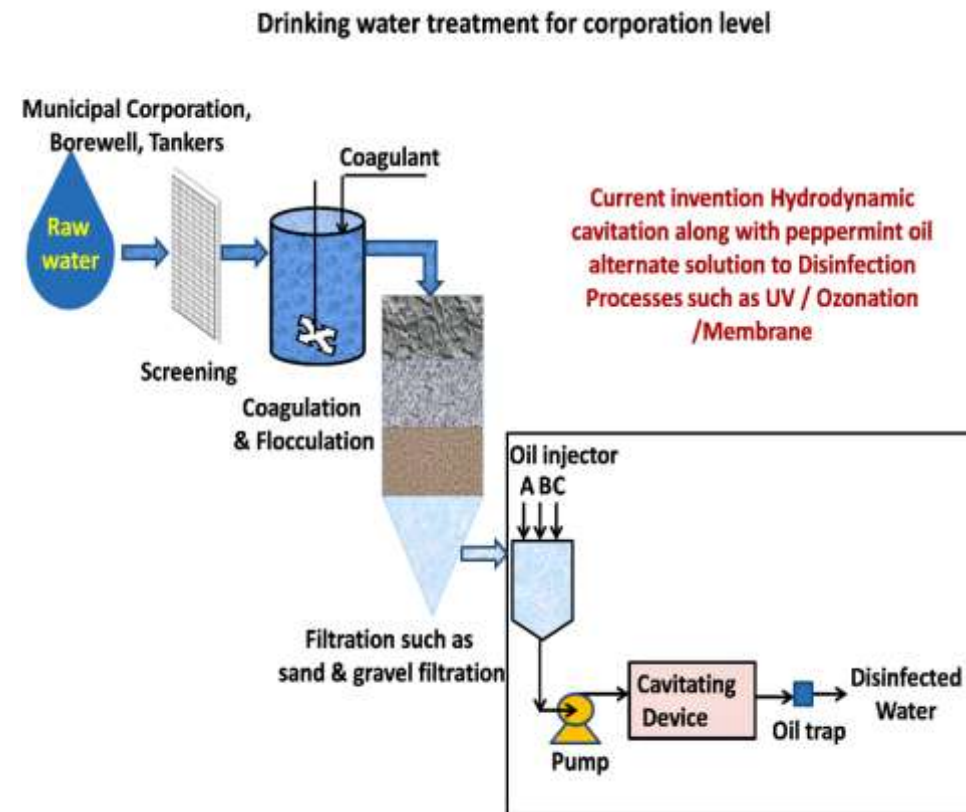 Drinking water treatment for corporation level
Municipal Corporation,
Borewell, Tankers
Raw
water
Screening
Coagulant
Coagulation
& Flocculation
Current invention Hydrodynamic
cavitation along with peppermint oil
alternate solution to Disinfection
Processes such as UV / Ozonation
/Membrane
Filtration such as
sand & gravel filtration
Oil injector
A BC
Pump
Cavitating
Device
Oil trap
Disinfected
Water